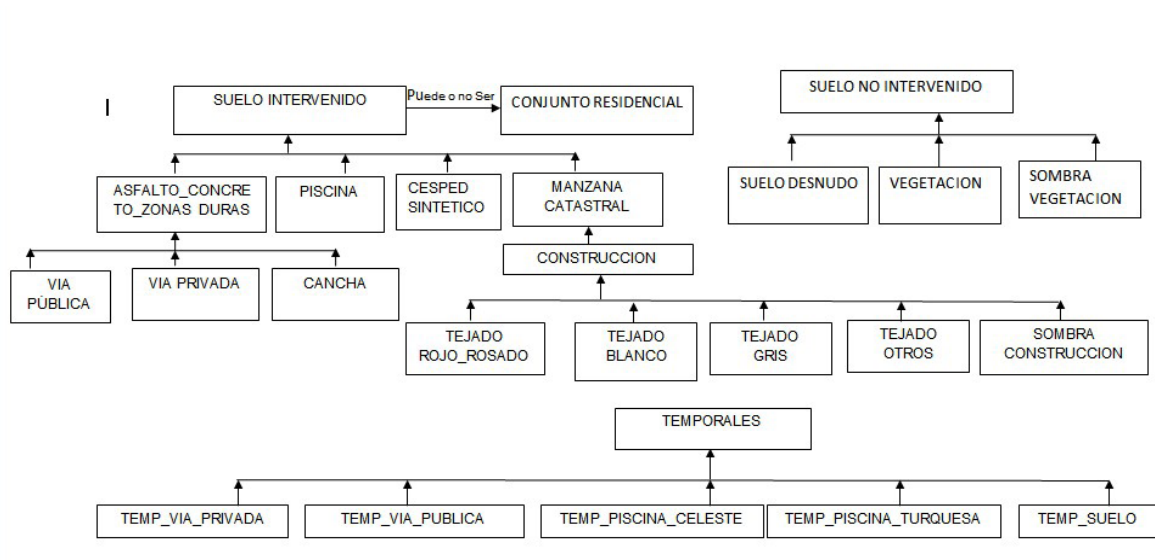 SUELO INTERVENIDO
Puede o no Ser
CONJUNTO RESIDENCIAL
SUELO NO INTERVENIDO
ASFALTO_CONCRE
TO_ZONAS DURAS
PISCINA
CESPED
SINTETICO
MANZANA
CATASTRAL
SUELO DESNUDO
VEGETACION
SOMBRA
VEGETACION
CONSTRUCCION
VIA
PÚBLICA
VIA PRIVADA
CANCHA
TEJADO
ROJO_ROSADO
TEJADO
BLANCO
TEJADO
GRIS
TEJADO
OTROS
SOMBRA
CONSTRUCCION
TEMPORALES
TEMP_VIA_PRIVADA
TEMP_VIA_PUBLICA
TEMP_PISCINA_CELESTE
TEMP_PISCINA_TURQUESA
TEMP_SUELO